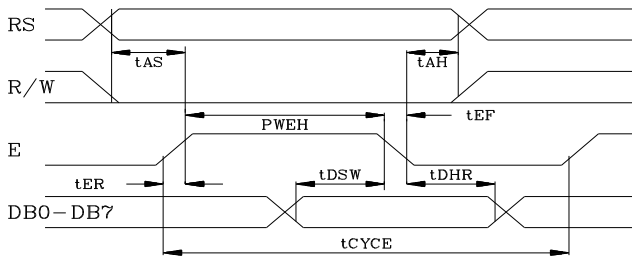 RS
tAS
tAH
R/W
PWEH
tEF
E
tER
tDSW
tDHR
DB0-DB7
tCYCE